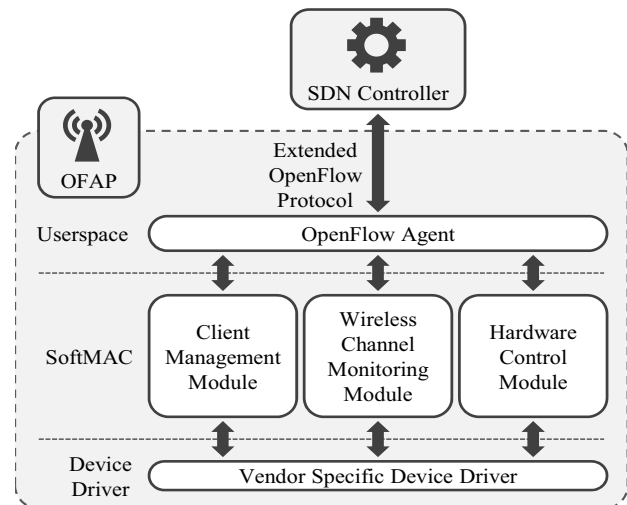 SDN Controller
OFAP
Extended
OpenFlow
Protocol
Userspace
OpenFlow Agent
SoftMAC
Client
Management
Module
Wireless
Channel
Monitoring
Module
Hardware
Control
Module
Device
Driver
Vendor Specific Device Driver